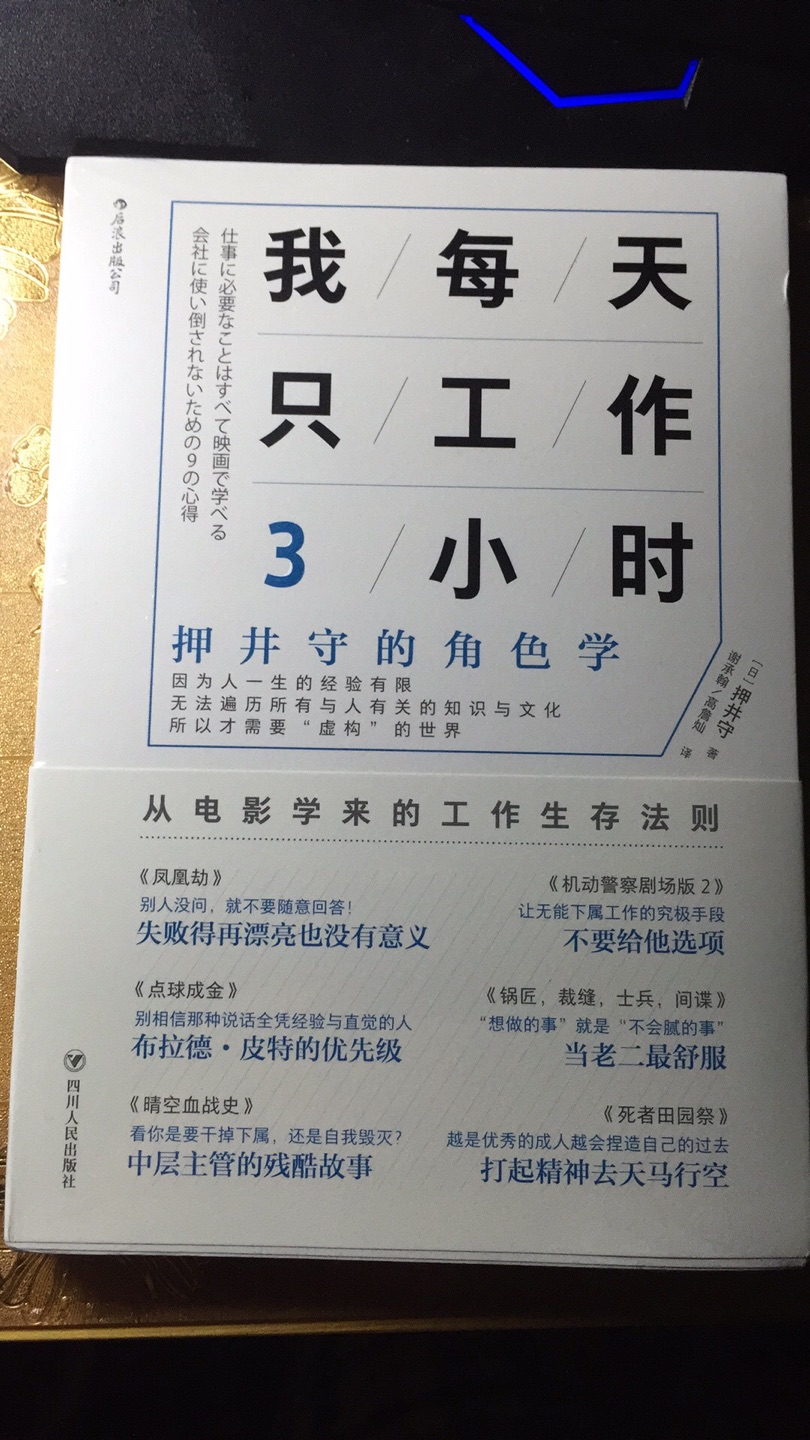 后浪出版公司
仕事に必要なことはすべて映画で学べる
会社に使い倒されないための9の心得
我/每/天
只/工/作
3/小/时
押井守的角色学
因为人一生的经验有限
无法遍历所有与人有关的知识与文化
所以才需要“虚构”的世界
[日]押井守 著
谢承翰/高詹灿 译
从电影学来的工作生存法则
《凤凰劫》
别人没问，就不要随意回答！
失败得再漂亮也没有意义
《机动警察剧场版2》
让无能下属工作的究极手段
不要给他选项
《点球成金》
别相信那种说话全凭经验与直觉的人
布拉德·皮特的优先级
《锅匠，裁缝，士兵，间谍》
“想做的事”就是“不会腻的事”
当老二最舒服
《晴空血战史》
看你是要干掉下属，还是自我毁灭？
中层主管的残酷故事
《死者田园祭》
越是优秀的成人越会捏造自己的过去
打起精神去天马行空
四川人民出版社